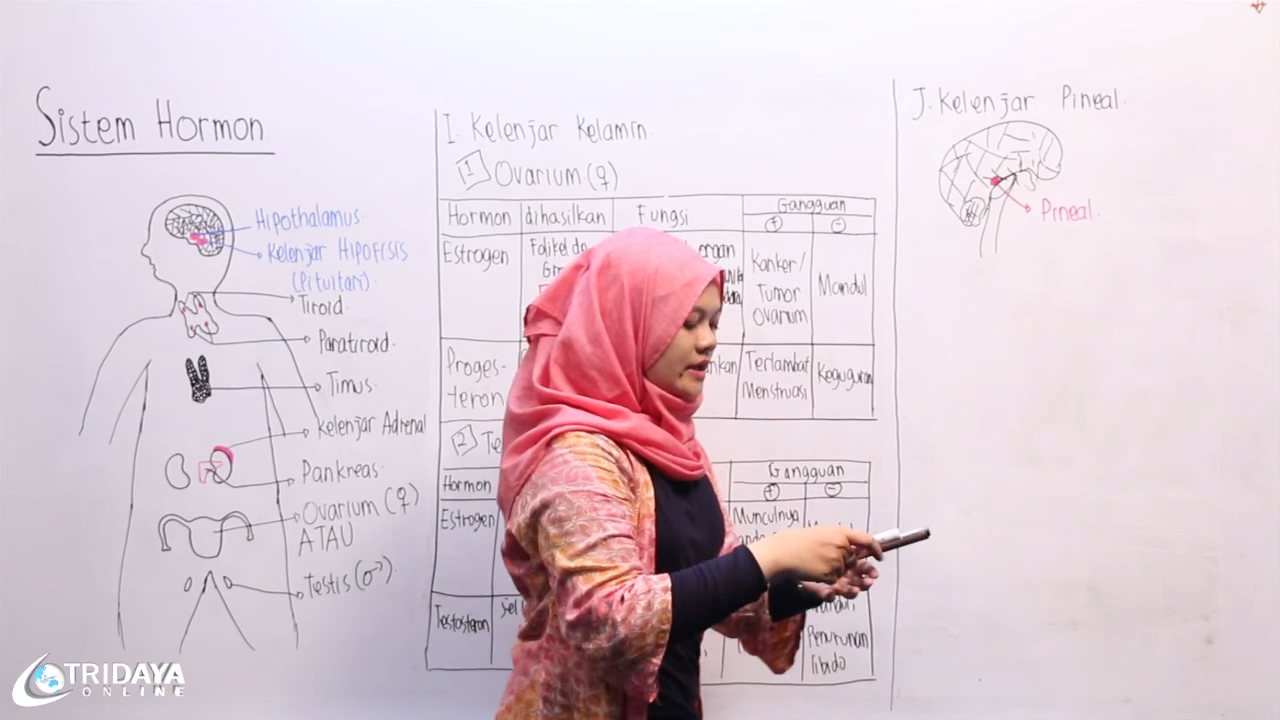 Sistem Hormon
Hipothalamus
Kelenjar Hipofisis
(Pituitari)
Tiroid.
Paratiroid.
Timus.
Kelenjar Adrenal
Pankreas.
Ovarium (♀)
ATAU
Testis (♂)
I. Kelenjar Kelamin.
1 Ovarium (♀)
Hormon dihasilkan Fungsi Gangguan
+ -
Estrogen Folikel organ Kanker/ Mandul
Tumor
Ovarium
Proges- Terlambat Keguguran
teron Menstruasi
2
Hormon Gangguan
+ -
Estrogen Munculnya
Testosteron sel Penurunan
libido
J. Kelenjar Pineal.
Pineal.
TRIDAYA
ONLINE